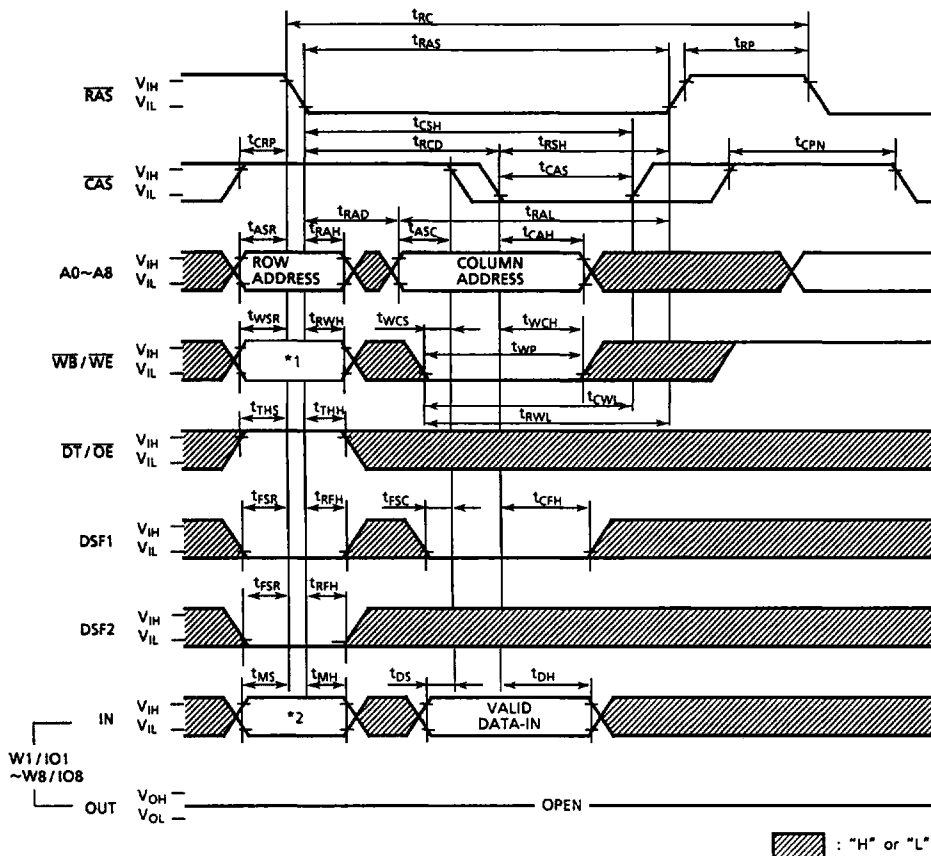 tRC
tRAS tRP
RAS VIH
VIL
tCSH
tCRP tRCD tRSH tCPN
CAS VIH
VIL
tCAS
tRAD tRAL
tASR tRAH tASC tCAH
A0~A8 VIH
VIL
ROW ADDRESS
COLUMN ADDRESS
tWSR tRWH tWCS tWCH
WB/WE VIH
VIL
*1
tWP
tCWL
tRWL
tTHS tTHH
DT/OE VIH
VIL
tFSR tRFH tFSC tCFH
DSF1 VIH
VIL
tFSR tRFH
DSF2 VIH
VIL
tMS tMH tDS tDH
IN VIH
VIL
*2
VALID DATA-IN
W1/IO1
~W8/IO8
OUT VOH
VOL
OPEN
: "H" or "L"